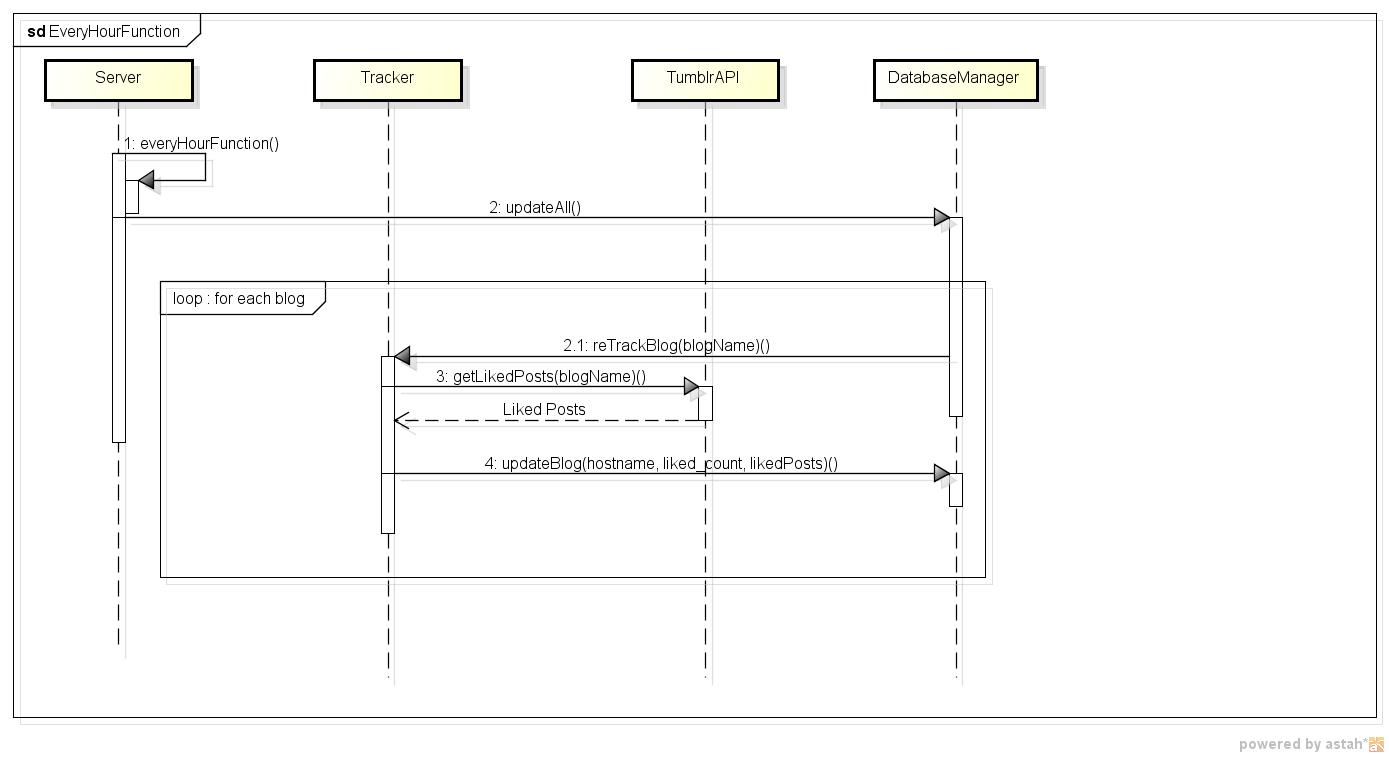 sd EveryHourFunction
Server
Tracker
TumblrAPI
DatabaseManager
1: everyHourFunction()
2: updateAll()
loop : for each blog
2.1: reTrackBlog(blogName)()
3: getLikedPosts(blogName)()
Liked Posts
4: updateBlog(hostname, liked_count, likedPosts)()
powered by astah*